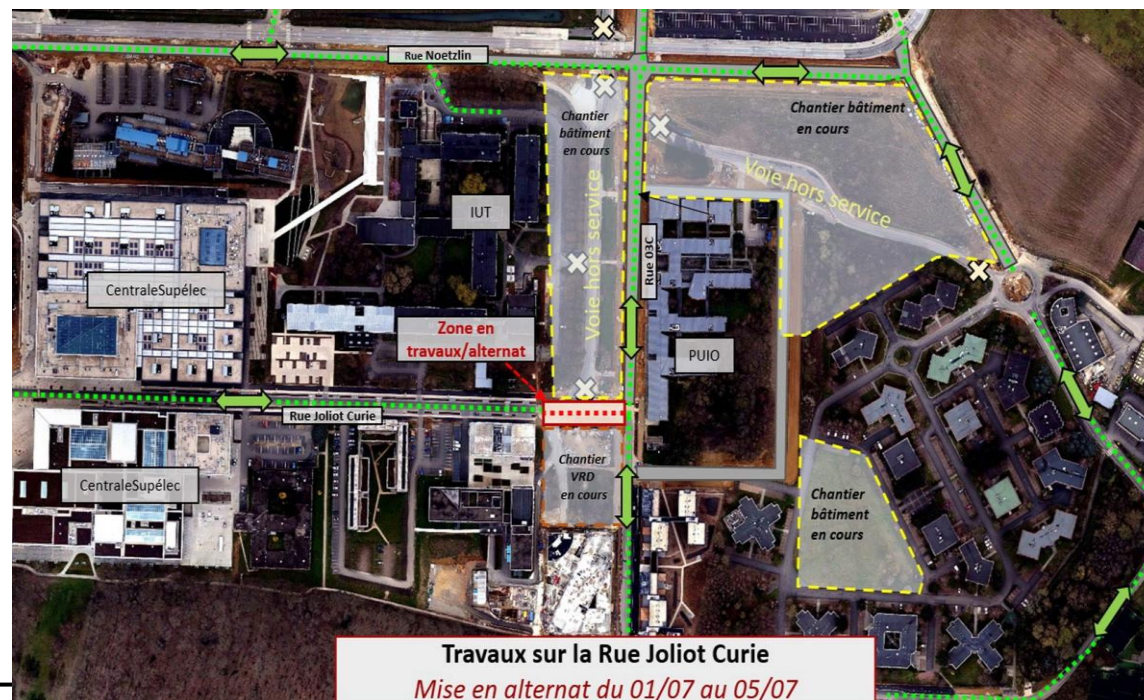 Rue Noetzlin
Chantier
bâtiment
en cours
Chantier bâtiment
en cours
Voie hors service
IUT
Voie hors service
Rue 03C
CentraleSupélec
Zone en
travaux/alternat
PUIO
Rue Joliot Curie
CentraleSupélec
Chantier
VRD
en cours
Chantier
bâtiment
en cours
Travaux sur la Rue Joliot Curie
Mise en alternat du 01/07 au 05/07